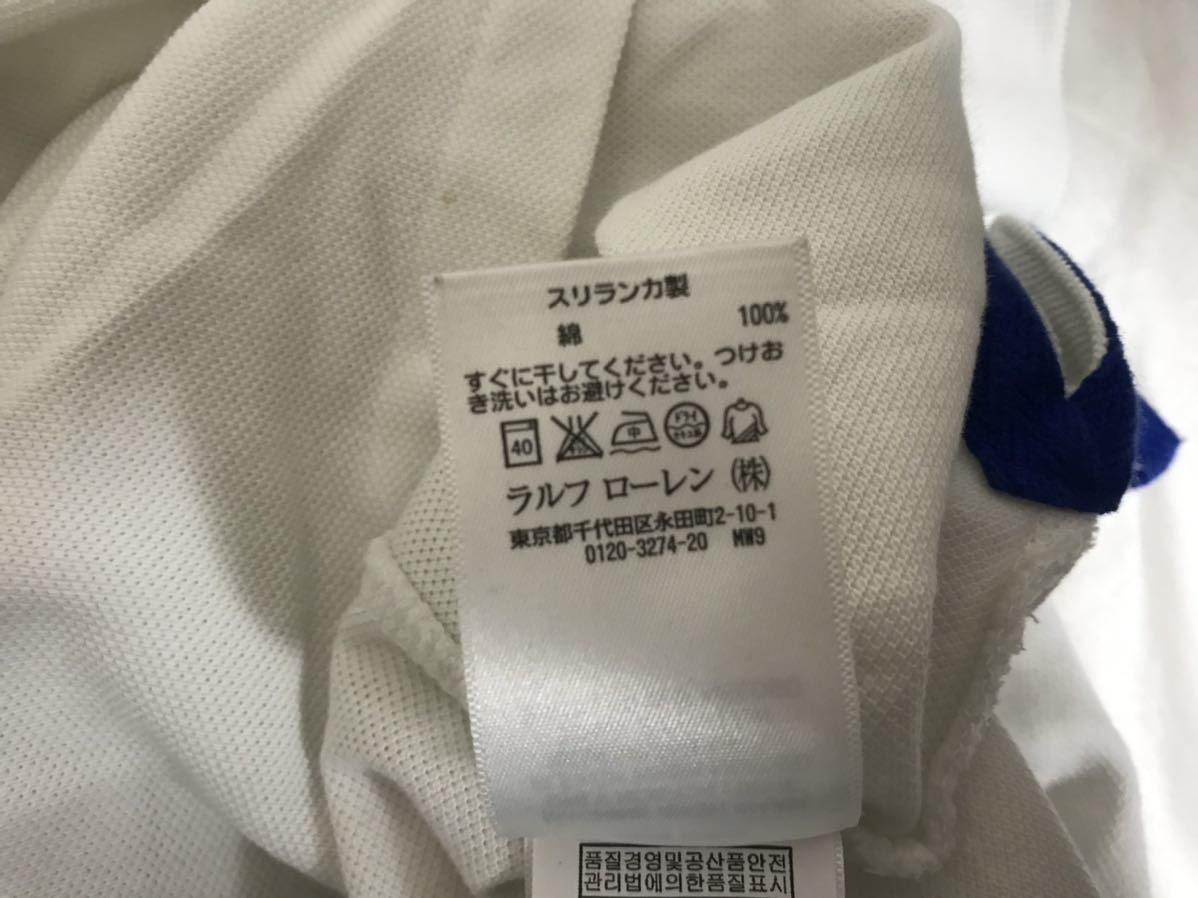 スリランカ製
綿 100%
すぐに干してください。つけお
き洗いはお避けください。
40 中 ドライ
ラルフ ローレン (株)
東京都千代田区永田町2-10-1
0120-3274-20 MW9
품질경영및공산품안전
관리법에의한품질표시